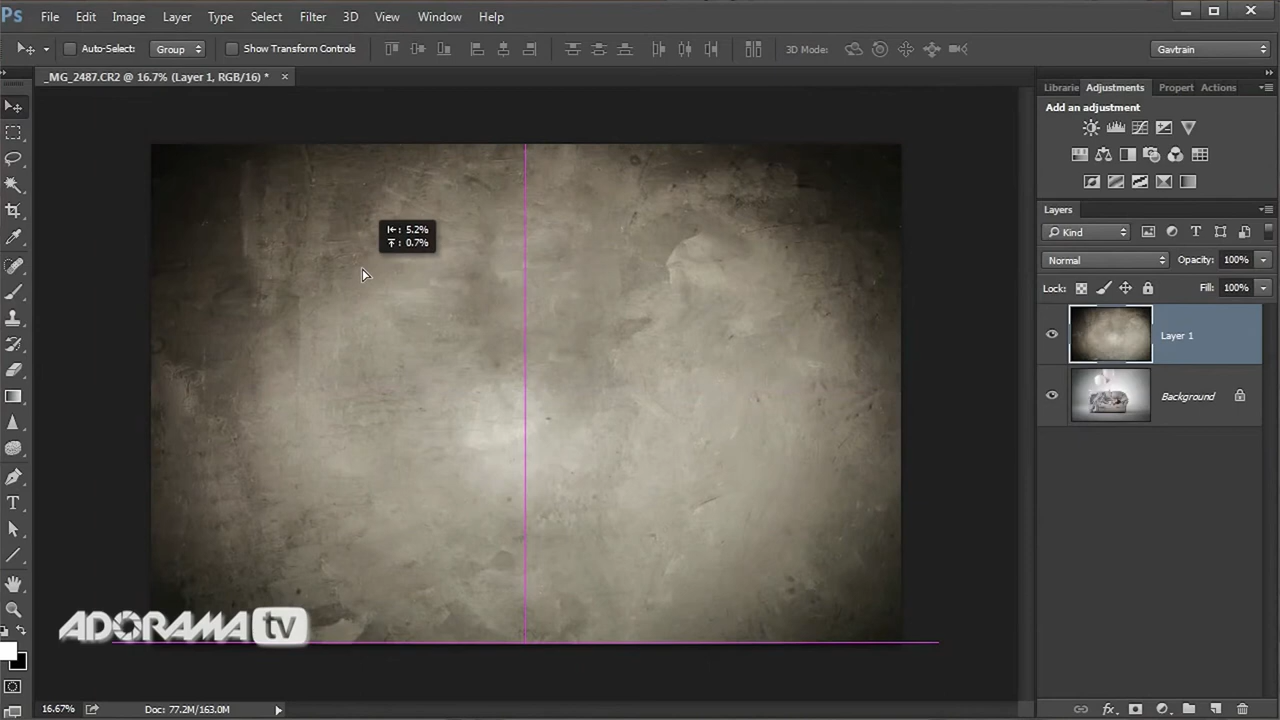 Ps File Edit Image Layer Type Select Filter 3D View Window Help
Auto-Select: Group Show Transform Controls 3D Mode: Gavtrain
_MG_2487.CR2 @ 16.7% (Layer 1, RGB/16) * ×
Librarie Adjustments Propert Actions
Add an adjustment
Layers
Kind
Normal Opacity: 100%
Lock: Fill: 100%
5.2%
0.7%
Layer 1
Background
ADORAMA tv
16.67% Doc: 77.2M/163.0M